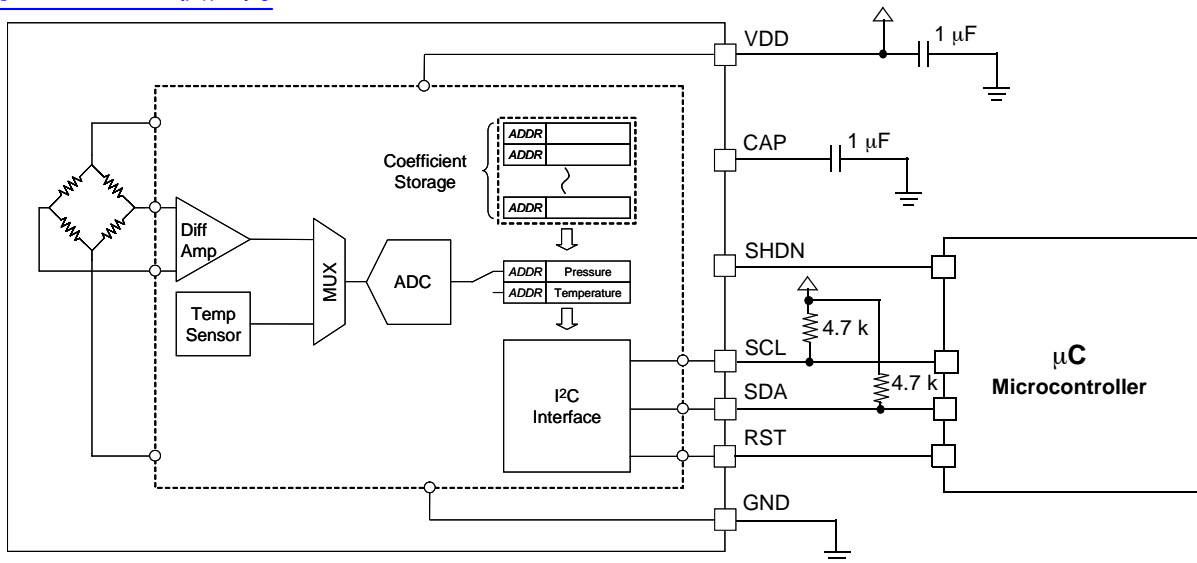 VDD
1 μF
CAP
1 μF
ADDR
ADDR
Coefficient
Storage
ADDR
Diff
Amp
SHDN
MUX
ADC
ADDR Pressure
ADDR Temperature
Temp
Sensor
4.7 k
SCL
μC
Microcontroller
4.7 k
SDA
I²C
Interface
RST
GND